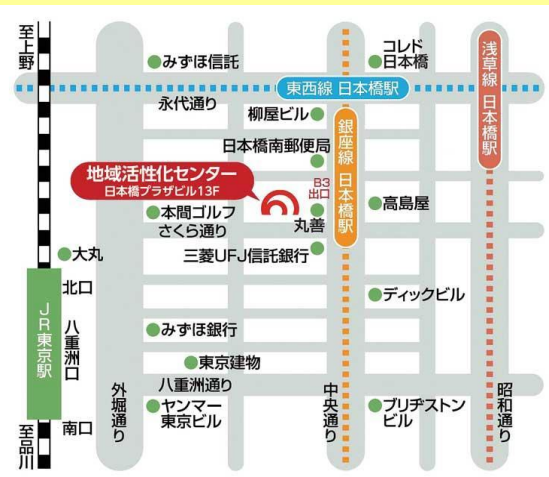 至上野
みずほ信託
コレド
日本橋
浅草線 日本橋駅
東西線 日本橋駅
永代通り
柳屋ビル
銀座線 日本橋駅
日本橋南郵便局
地域活性化センター
日本橋プラザビル13F
B3
出口
本間ゴルフ
さくら通り
丸善
高島屋
大丸
三菱UFJ信託銀行
北口
ディックビル
JR東京駅
八重洲口
みずほ銀行
東京建物
八重洲通り
外堀通り
中央通り
昭和通り
ヤンマー
東京ビル
ブリヂストン
ビル
南口
至品川